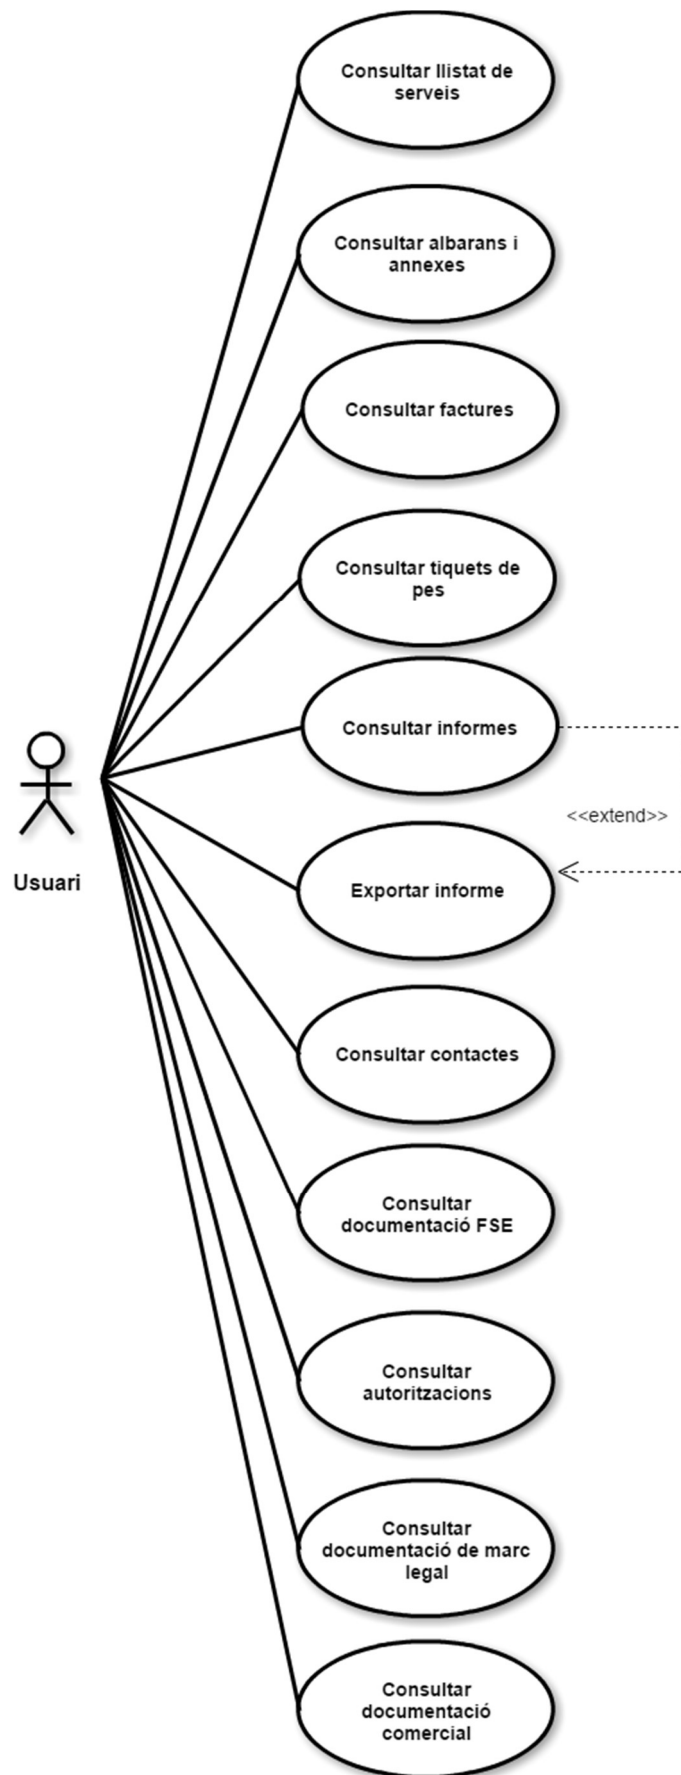 Consultar llistat de
serveis
Consultar albarans i
annexes
Consultar factures
Consultar tiquets de
pes
Consultar informes
<<extend>>
Exportar informe
Usuari
Consultar contactes
Consultar
documentació FSE
Consultar
autoritzacions
Consultar
documentació de marc
legal
Consultar
documentació
comercial